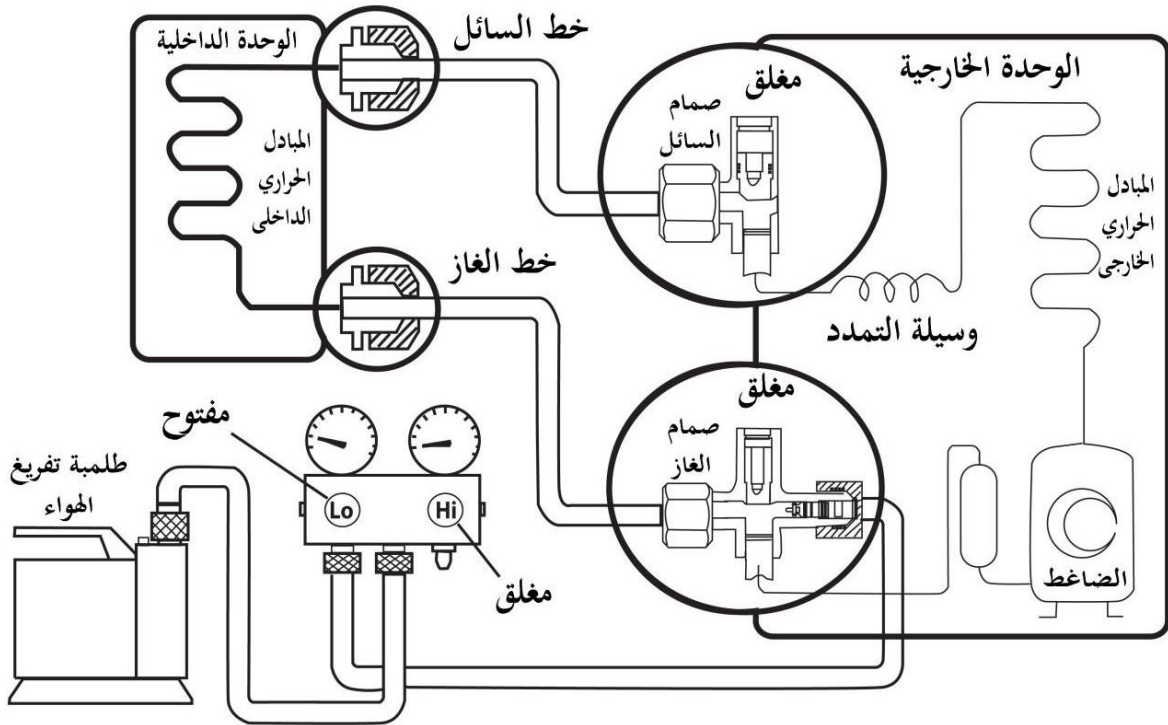 خط السائل
الوحدة الداخلية
المبادل
الحراري
الداخلى
خط الغاز
الوحدة الخارجية
مغلق
صمام
السائل
المبادل
الحراري
الخارجى
وسيلة التمدد
مغلق
صمام
الغاز
الضاغط
مفتوح
Lo
Hi
مغلق
طلمبة تفريغ
الهواء